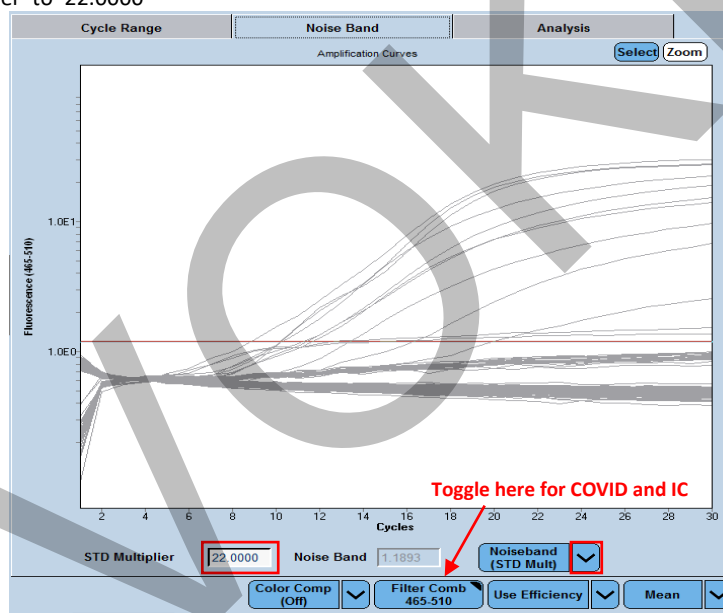 er to 22.0000
Cycle Range Noise Band Analysis
Amplification Curves Select Zoom
1.0E1
Fluorescence (465-510)
1.0E0
Toggle here for COVID and IC
2 4 6 8 10 12 14 16 18 20 22 24 26 28 30
Cycles
STD Multiplier 22.0000 Noise Band 1.1893 Noiseband
(STD Mult)
Color Comp
(Off)
Filter Comb
465-510
Use Efficiency Mean